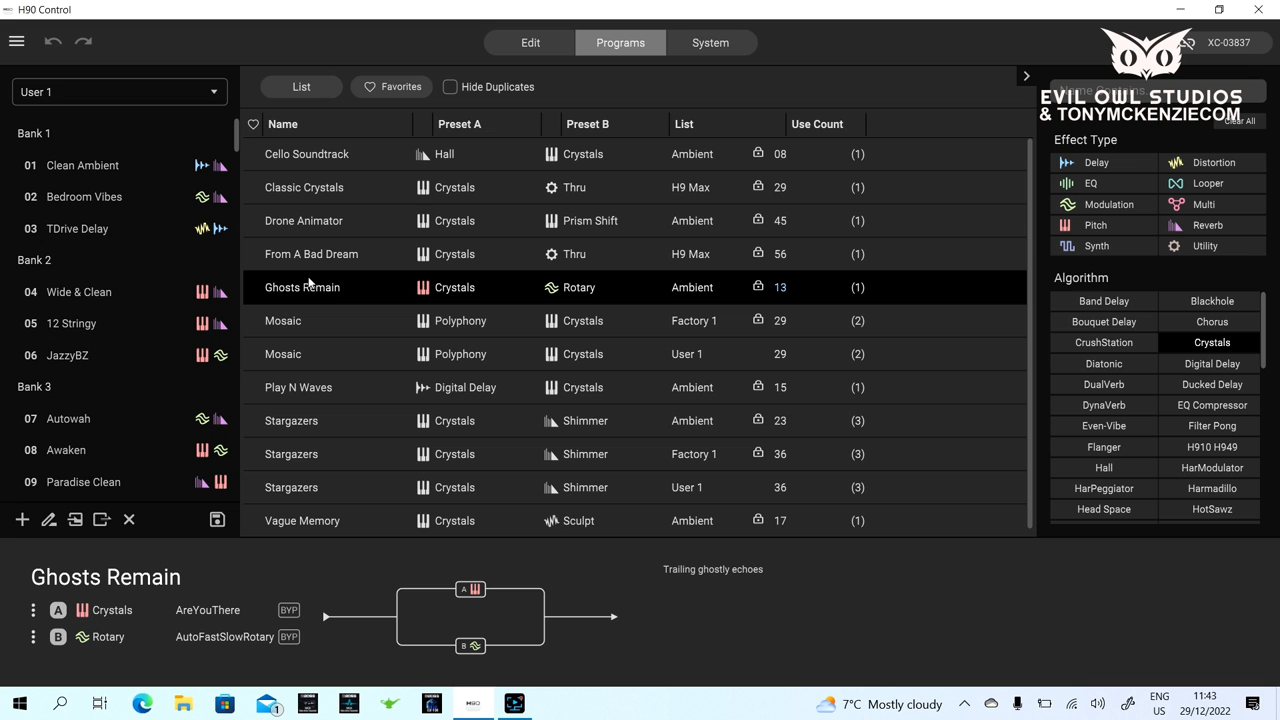 H90 Control
Edit
Programs
System
XC-03837
EVIL OWL STUDIOS
& TONYMCKENZIECOM
User 1
List
Favorites
Hide Duplicates
Name Contains...
Clear All
Bank 1
01 Clean Ambient
02 Bedroom Vibes
03 TDrive Delay
Bank 2
04 Wide & Clean
05 12 Stringy
06 JazzyBZ
Bank 3
07 Autowah
08 Awaken
09 Paradise Clean
Name Preset A Preset B List Use Count
Cello Soundtrack Hall Crystals Ambient 08 (1)
Classic Crystals Crystals Thru H9 Max 29 (1)
Drone Animator Crystals Prism Shift Ambient 45 (1)
From A Bad Dream Crystals Thru H9 Max 56 (1)
Ghosts Remain Crystals Rotary Ambient 13 (1)
Mosaic Polyphony Crystals Factory 1 29 (2)
Mosaic Polyphony Crystals User 1 29 (2)
Play N Waves Digital Delay Crystals Ambient 15 (1)
Stargazers Crystals Shimmer Ambient 23 (3)
Stargazers Crystals Shimmer Factory 1 36 (3)
Stargazers Crystals Shimmer User 1 36 (3)
Vague Memory Crystals Sculpt Ambient 17 (1)
Effect Type
Delay Distortion
EQ Looper
Modulation Multi
Pitch Reverb
Synth Utility
Algorithm
Band Delay Blackhole
Bouquet Delay Chorus
CrushStation Crystals
Diatonic Digital Delay
DualVerb Ducked Delay
DynaVerb EQ Compressor
Even-Vibe Filter Pong
Flanger H910 H949
Hall HarModulator
HarPeggiator Harmadillo
Head Space HotSawz
Ghosts Remain
A Crystals AreYouThere BYP
B Rotary AutoFastSlowRotary BYP
A
B
Trailing ghostly echoes
H90
1
7°C Mostly cloudy
ENG
US
11:43
29/12/2022